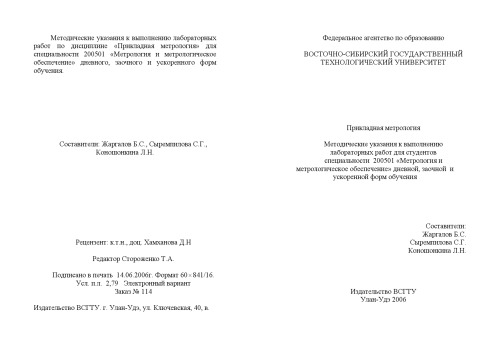 Методические указания к выполнению лабораторных
работ по дисциплине «Прикладная метрология» для
специальности 200501 «Метрология и метрологическое
обеспечение» дневного, заочного и ускоренного форм
обучения.
Составители: Жаргалов Б.С., Сыремпилова С.Г.,
Коношонкина Л.Н.
Рецензент: к.т.н., доц. Хамханова Д.Н
Редактор Стороженко Т.А.
Подписано в печать 14.06.2006г. Формат 60×841/16.
Усл. п.л. 2,79 Электронный вариант
Заказ № 114
Издательство ВСГТУ. г. Улан-Удэ, ул. Ключевская, 40, в.
Федеральное агентство по образованию
ВОСТОЧНО-СИБИРСКИЙ ГОСУДАРСТВЕННЫЙ
ТЕХНОЛОГИЧЕСКИЙ УНИВЕРСИТЕТ
Прикладная метрология
Методические указания к выполнению
лабораторных работ для студентов
специальности 200501 «Метрология и
метрологическое обеспечение» дневной, заочной и
ускоренной форм обучения
Составители:
Жаргалов Б.С.
Сыремпилова С.Г.
Коношонкина Л.Н.
Издательство ВСГТУ
Улан-Удэ 2006